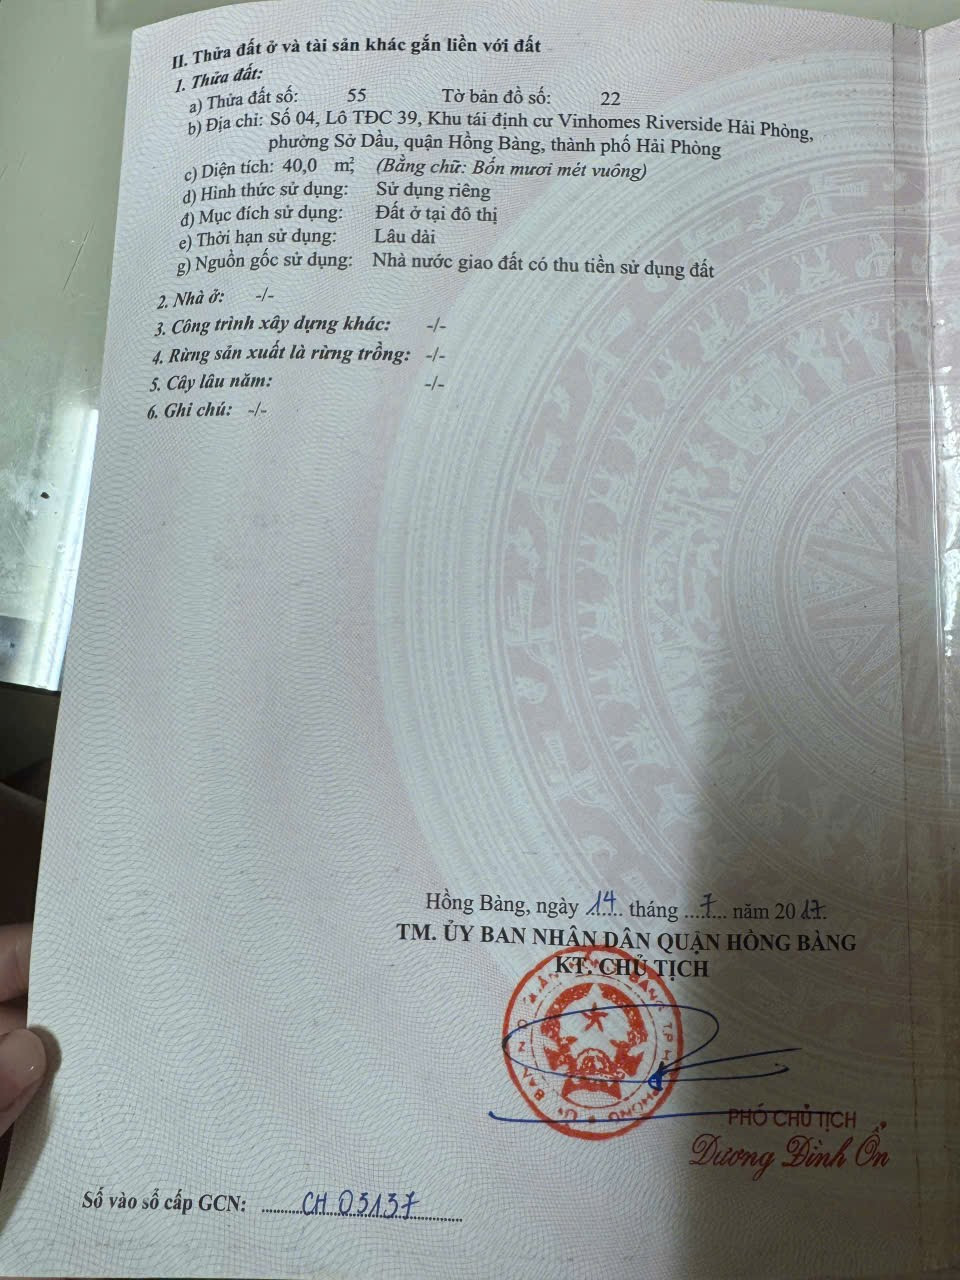 II. Thửa đất ở và tài sản khác gắn liền với đất
1. Thửa đất:
a) Thửa đất số: 55 Tờ bản đồ số: 22
b) Địa chỉ: Số 04, Lô TĐC 39, Khu tái định cư Vinhomes Riverside Hải Phòng,
phường Sở Dầu, quận Hồng Bàng, thành phố Hải Phòng
c) Diện tích: 40,0 m², (Bằng chữ: Bốn mươi mét vuông)
d) Hình thức sử dụng: Sử dụng riêng
đ) Mục đích sử dụng: Đất ở tại đô thị
e) Thời hạn sử dụng: Lâu dài
g) Nguồn gốc sử dụng: Nhà nước giao đất có thu tiền sử dụng đất
2. Nhà ở: -/-
3. Công trình xây dựng khác: -/-
4. Rừng sản xuất là rừng trồng: -/-
5. Cây lâu năm: -/-
6. Ghi chú: -/-
Hồng Bàng, ngày 14 tháng 7 năm 2017.
TM. ỦY BAN NHÂN DÂN QUẬN HỒNG BÀNG
KT. CHỦ TỊCH
PHÓ CHỦ TỊCH
Dương Đình Ổn
Số vào sổ cấp GCN: CH 03137